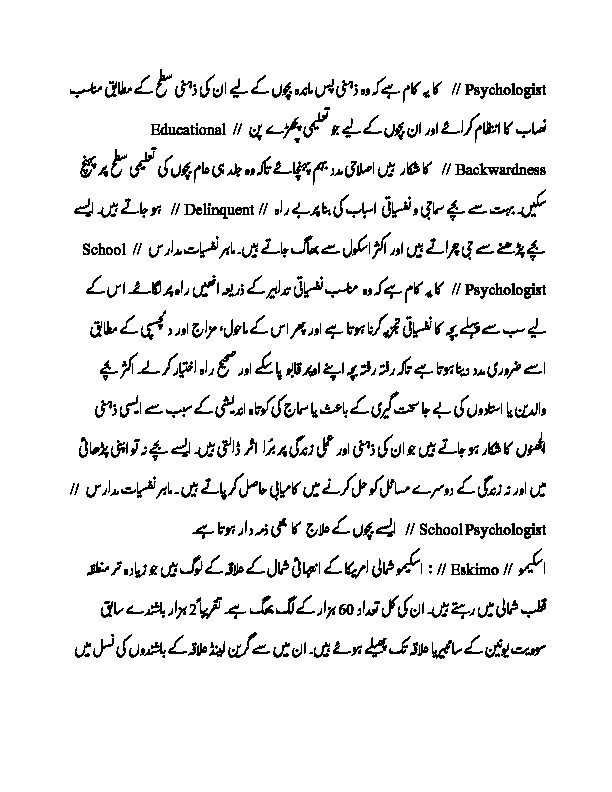 Psychologist // کا یہ کام ہے کہ وہ ذہنی پس ماندہ بچوں کے لیے ان کی ذہنی سطح کے مطابق مناسب
نصاب کا انتظام کرائے اور ان بچوں کے لیے جو تعلیمی پچھڑے پن // Educational
Backwardness // کا شکار ہیں اصلاحی مدد بہم پہنچائے تاکہ وہ جلد ہی عام بچوں کی تعلیمی سطح پر پہنچ
سکیں۔ بہت سے بچے سماجی و نفسیاتی اسباب کی بنا پر بے راہ // Delinquent // ہو جاتے ہیں۔ ایسے
بچے پڑھنے سے جی چراتے ہیں اور اکثر اسکول سے بھاگ جاتے ہیں۔ ماہر نفسیات مدارس // School
Psychologist // کا یہ کام ہے کہ وہ مناسب نفسیاتی تدابیر کے ذریعہ انھیں راہ پر لگائے۔ اس کے
لیے سب سے پہلے بچہ کا نفسیاتی تجزیہ کرنا ہوتا ہے اور پھر اس کے ماحول، مزاج اور دلچسپی کے مطابق
اسے ضروری مدد دینا ہوتا ہے تاکہ رفتہ رفتہ بچہ اپنے اوپر قابو پا سکے اور صحیح راہ اختیار کرلے۔ اکثر بچے
والدین یا استادوں کی بے جا سخت گیری کے باعث یا سماج کی کوتاہ اندیشی کے سبب سے ایسی ذہنی
الجھنوں کا شکار ہو جاتے ہیں جو ان کی ذہنی اور عملی زندگی پر برُا اثر ڈالتی ہیں۔ ایسے بچے نہ تو اپنی پڑھائی
میں اور نہ زندگی کے دوسرے مسائل کو حل کرنے میں کامیابی حاصل کر پاتے ہیں۔ ماہر نفسیات مدارس //
School Psychologist // ایسے بچوں کے علاج کا بھی ذمہ دار ہوتا ہے۔
اسکیمو // Eskimo // : اسکیمو شمالی امریکا کے انتہائی شمال کے علاقہ کے لوگ ہیں جو زیادہ تر منطقہ
قطب شمالی میں رہتے ہیں۔ ان کی کل تعداد 60 ہزار کے لگ بھگ ہے۔ تقریباً 2 ہزار باشندے سابق
سوویت یونین کے سائبیریا علاقہ تک پھیلے ہوئے ہیں۔ ان میں سے گرین لینڈ علاقہ کے باشندوں کی نسل میں